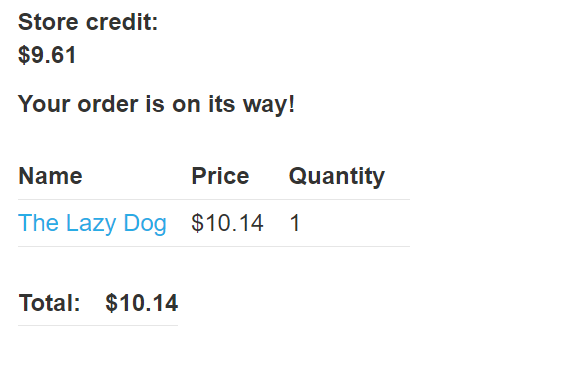 Store credit:
$9.61
Your order is on its way!
Name Price Quantity
The Lazy Dog $10.14 1
Total: $10.14